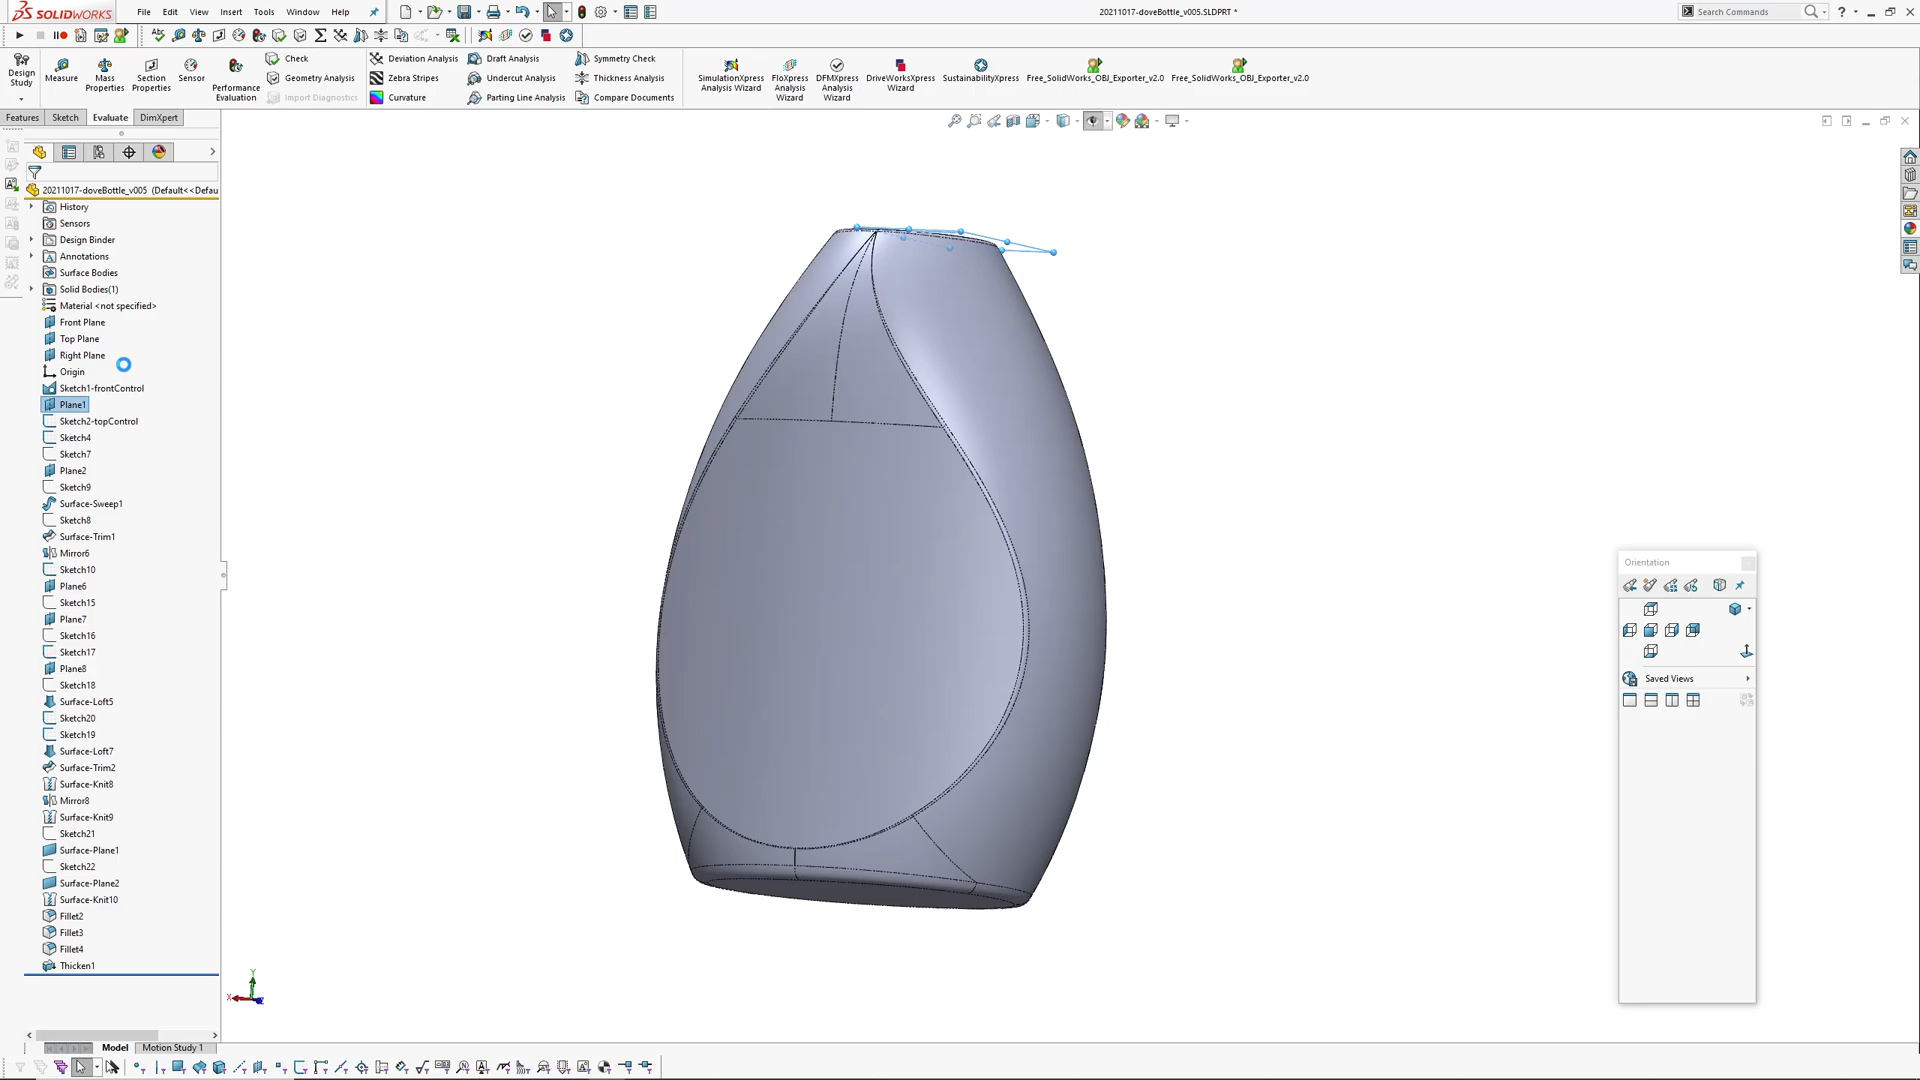 SOLIDWORKS File Edit View Insert Tools Window Help 20211017-doveBottle_v005.SLDPRT * Search Commands
Design Study
Measure
Mass Properties
Section Properties
Sensor
Performance Evaluation
Check
Geometry Analysis
Import Diagnostics
Deviation Analysis
Zebra Stripes
Curvature
Draft Analysis
Undercut Analysis
Parting Line Analysis
Symmetry Check
Thickness Analysis
Compare Documents
SimulationXpress Analysis Wizard
FloXpress Analysis Wizard
DFMXpress Analysis Wizard
DriveWorksXpress Wizard
SustainabilityXpress
Free_SolidWorks_OBJ_Exporter_v2.0
Free_SolidWorks_OBJ_Exporter_v2.0
Features Sketch Evaluate DimXpert
20211017-doveBottle_v005 (Default<<Defau
History
Sensors
Design Binder
Annotations
Surface Bodies
Solid Bodies(1)
Material <not specified>
Front Plane
Top Plane
Right Plane
Origin
Sketch1-frontControl
Plane1
Sketch2-topControl
Sketch4
Sketch7
Plane2
Sketch9
Surface-Sweep1
Sketch8
Surface-Trim1
Mirror6
Sketch10
Plane6
Sketch15
Plane7
Sketch16
Sketch17
Plane8
Sketch18
Surface-Loft5
Sketch20
Sketch19
Surface-Loft7
Surface-Trim2
Surface-Knit8
Mirror8
Surface-Knit9
Sketch21
Surface-Plane1
Sketch22
Surface-Plane2
Surface-Knit10
Fillet2
Fillet3
Fillet4
Thicken1
Orientation
Saved Views
Y
X
Z
Model Motion Study 1